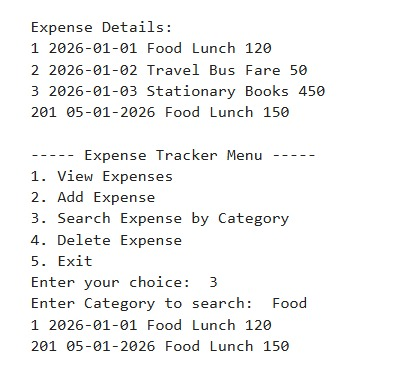 Expense Details:
1 2026-01-01 Food Lunch 120
2 2026-01-02 Travel Bus Fare 50
3 2026-01-03 Stationary Books 450
201 05-01-2026 Food Lunch 150
----- Expense Tracker Menu -----
1. View Expenses
2. Add Expense
3. Search Expense by Category
4. Delete Expense
5. Exit
Enter your choice:  3
Enter Category to search:  Food
1 2026-01-01 Food Lunch 120
201 05-01-2026 Food Lunch 150